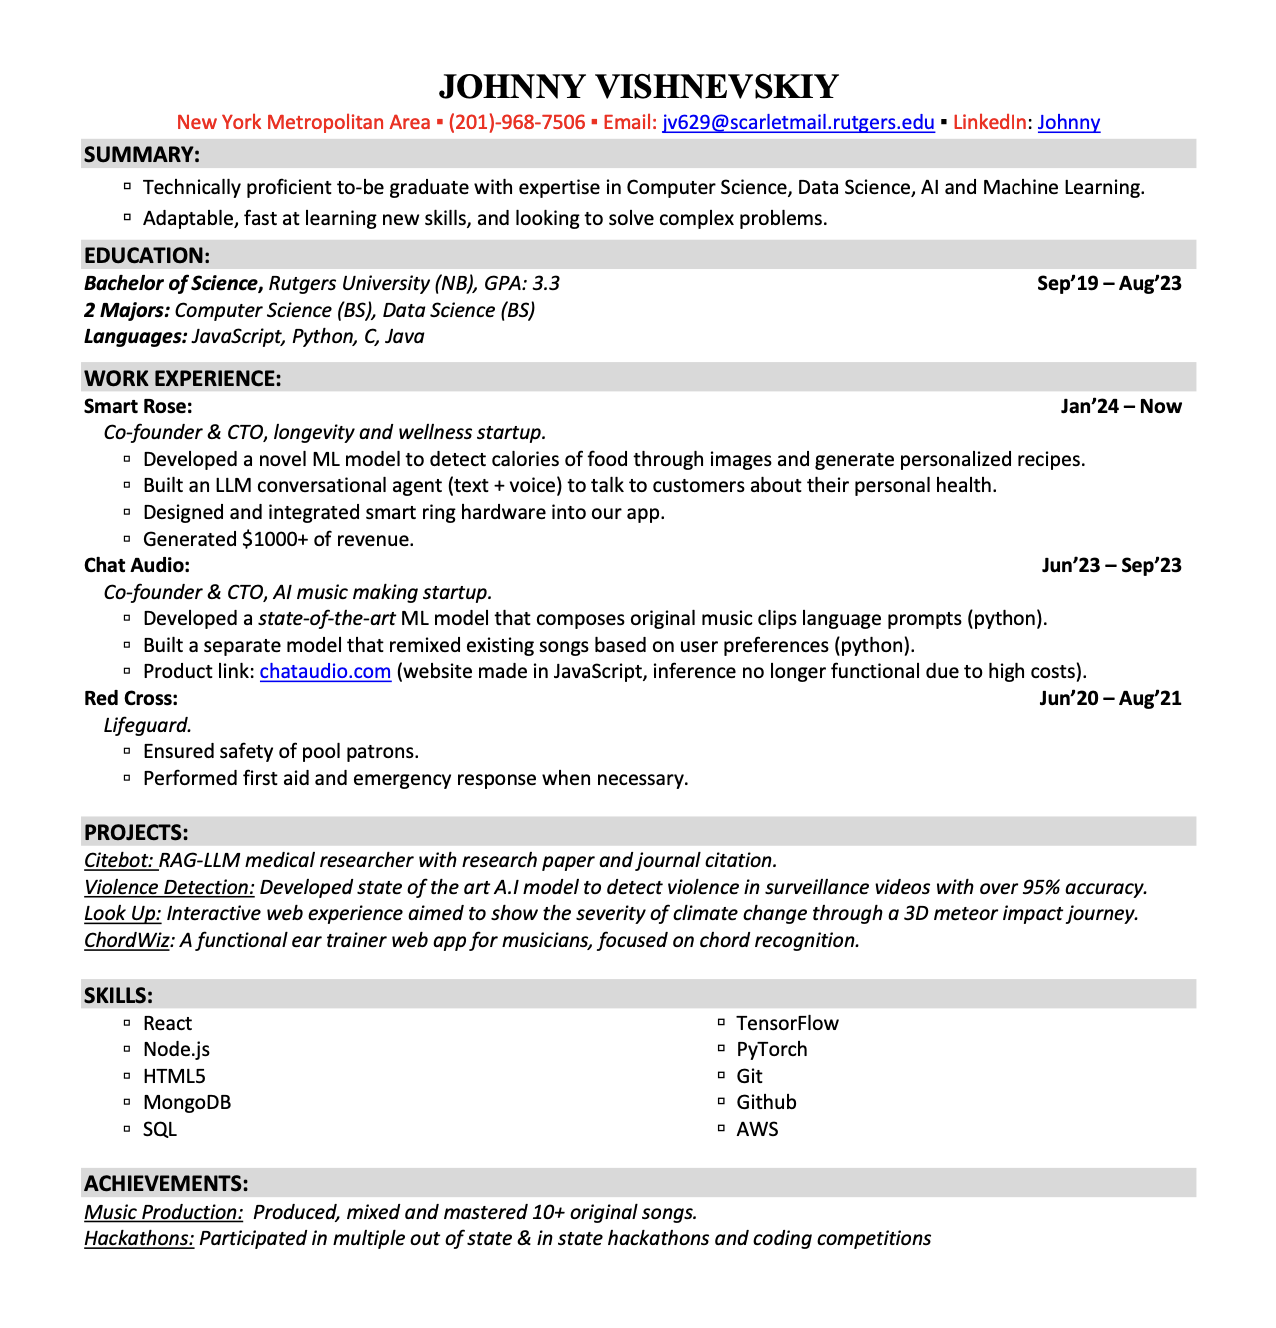 JOHNNY VISHNEVSKIY
New York Metropolitan Area ▪ (201)-968-7506 ▪ Email: jv629@scarletmail.rutgers.edu ▪ LinkedIn: Johnny
SUMMARY:
▫ Technically proficient to-be graduate with expertise in Computer Science, Data Science, AI and Machine Learning.
▫ Adaptable, fast at learning new skills, and looking to solve complex problems.
EDUCATION:
Bachelor of Science, Rutgers University (NB), GPA: 3.3 Sep’19 – Aug’23
2 Majors: Computer Science (BS), Data Science (BS)
Languages: JavaScript, Python, C, Java
WORK EXPERIENCE:
Smart Rose: Jan’24 – Now
Co-founder & CTO, longevity and wellness startup.
▫ Developed a novel ML model to detect calories of food through images and generate personalized recipes.
▫ Built an LLM conversational agent (text + voice) to talk to customers about their personal health.
▫ Designed and integrated smart ring hardware into our app.
▫ Generated $1000+ of revenue.
Chat Audio: Jun’23 – Sep’23
Co-founder & CTO, AI music making startup.
▫ Developed a state-of-the-art ML model that composes original music clips language prompts (python).
▫ Built a separate model that remixed existing songs based on user preferences (python).
▫ Product link: chataudio.com (website made in JavaScript, inference no longer functional due to high costs).
Red Cross: Jun’20 – Aug’21
Lifeguard.
▫ Ensured safety of pool patrons.
▫ Performed first aid and emergency response when necessary.
PROJECTS:
Citebot: RAG-LLM medical researcher with research paper and journal citation.
Violence Detection: Developed state of the art A.I model to detect violence in surveillance videos with over 95% accuracy.
Look Up: Interactive web experience aimed to show the severity of climate change through a 3D meteor impact journey.
ChordWiz: A functional ear trainer web app for musicians, focused on chord recognition.
SKILLS:
▫ React
▫ Node.js
▫ HTML5
▫ MongoDB
▫ SQL
▫ TensorFlow
▫ PyTorch
▫ Git
▫ Github
▫ AWS
ACHIEVEMENTS:
Music Production: Produced, mixed and mastered 10+ original songs.
Hackathons: Participated in multiple out of state & in state hackathons and coding competitions